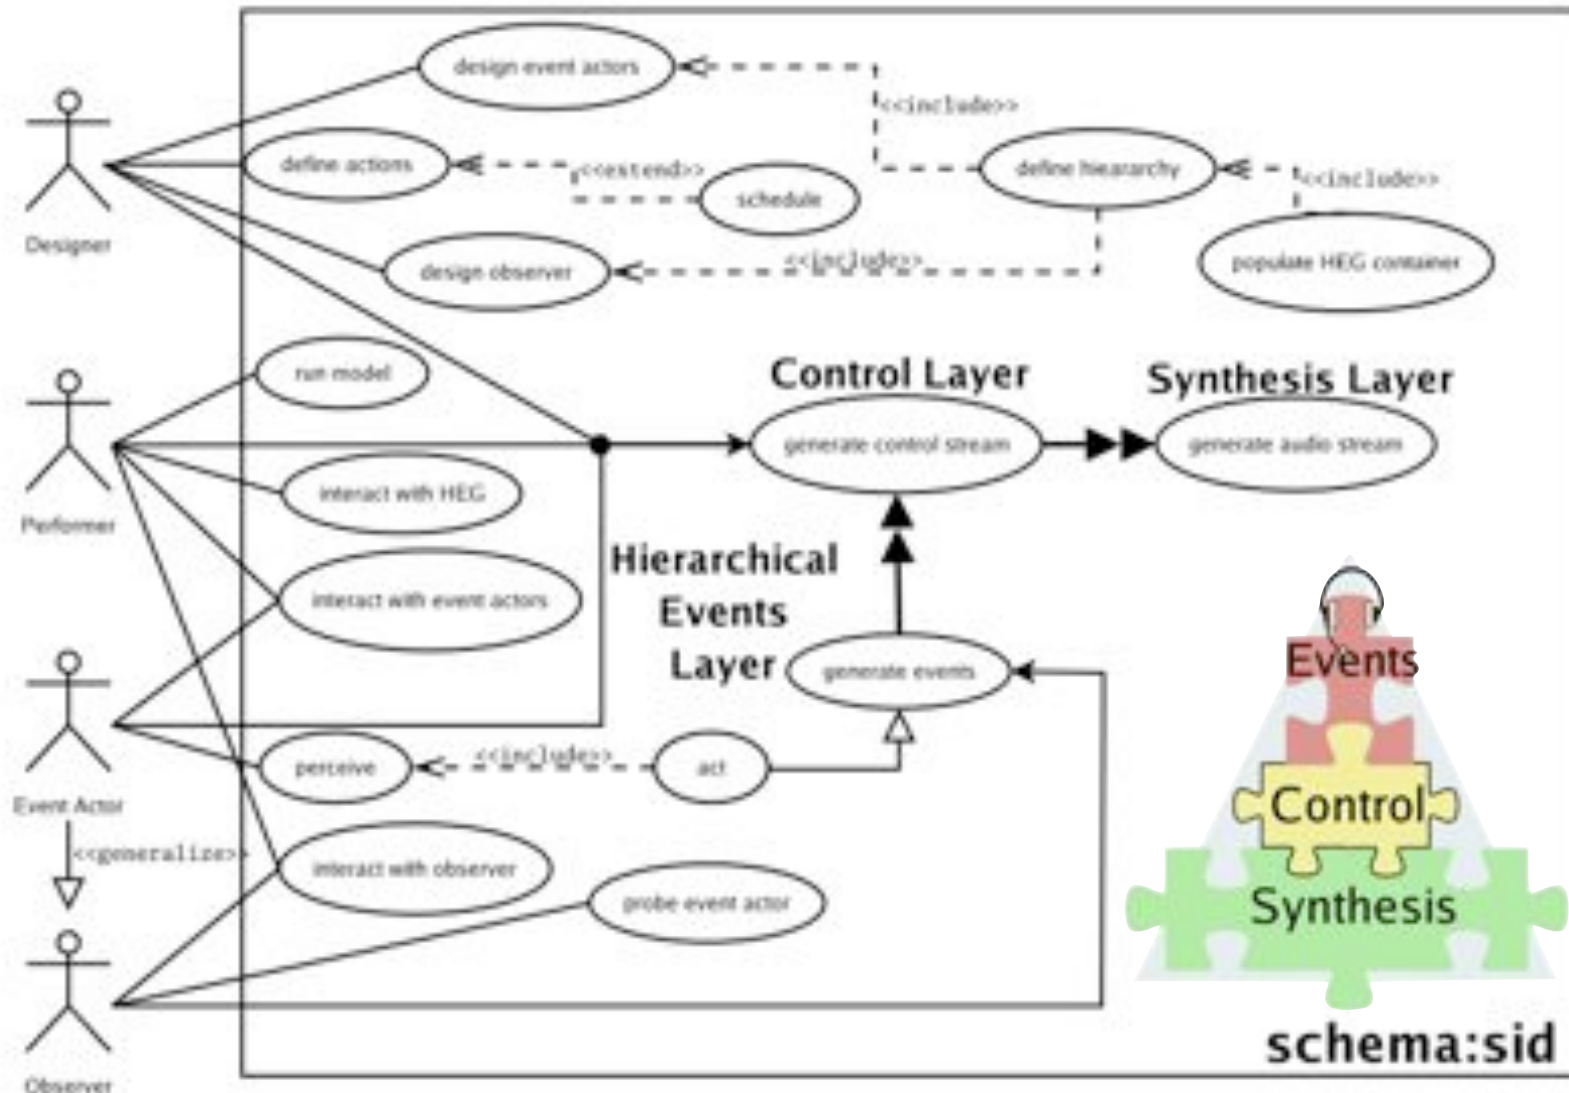 design event actors
<<include>>
define actions
<<extend>>
define hieararchy
<<include>>
schedule
Designer
design observer
<<include>>
populate HEG container
run model
Control Layer
Synthesis Layer
generate control stream
generate audio stream
interact with HEG
Performer
Hierarchical
Events
Layer
interact with event actors
generate events
Events
perceive
<<include>>
act
Event Actor
Control
<<generalize>>
interact with observer
probe event actor
Synthesis
schema:sid
Observer